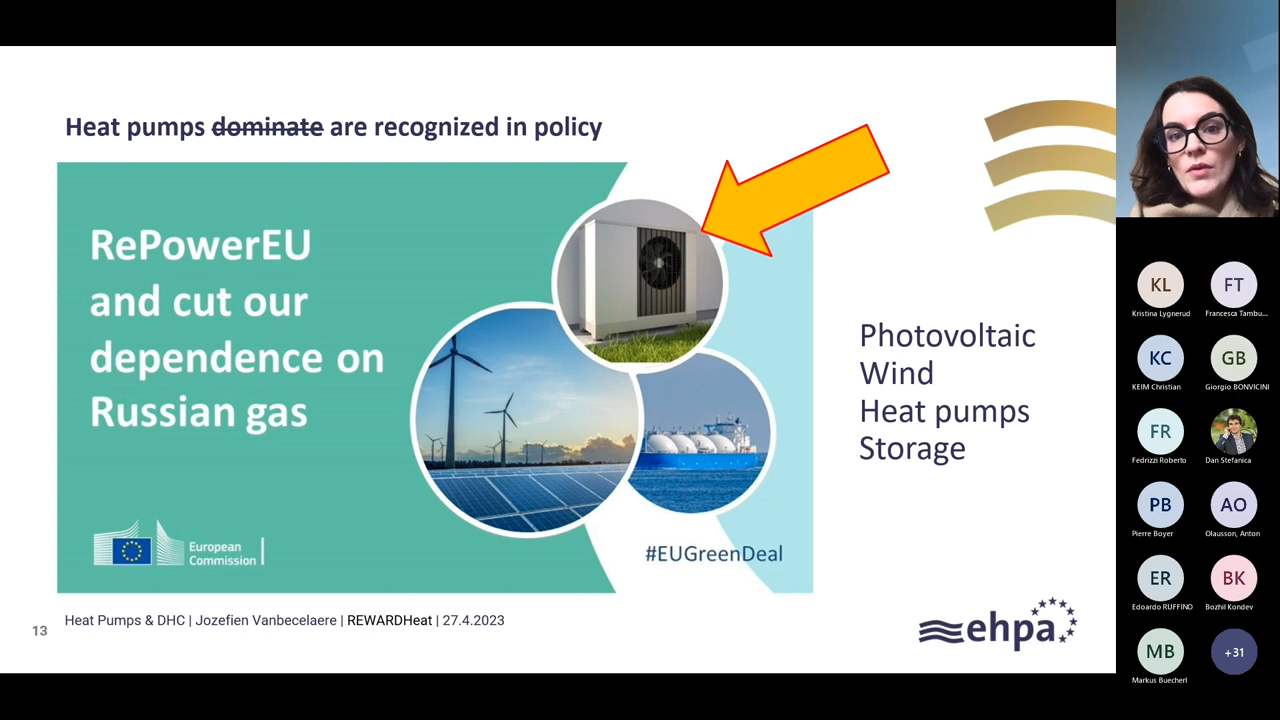 Heat pumps dominate are recognized in policy
RePowerEU
and cut our
dependence on
Russian gas
European
Commission
#EUGreenDeal
Photovoltaic
Wind
Heat pumps
Storage
13
Heat Pumps & DHC | Jozefien Vanbecelaere | REWARDHeat | 27.4.2023
ehpa
KL
FT
Kristina Lygnerud
Francesca Tambu...
KC
GB
KEIM Christian
Giorgio BONVICINI
FR
Fedrizzi Roberto
Dan Stefanica
PB
AO
Pierre Boyer
Olausson, Anton
ER
BK
Edoardo RUFFINO
Bozhil Kondev
MB
+31
Markus Buecherl